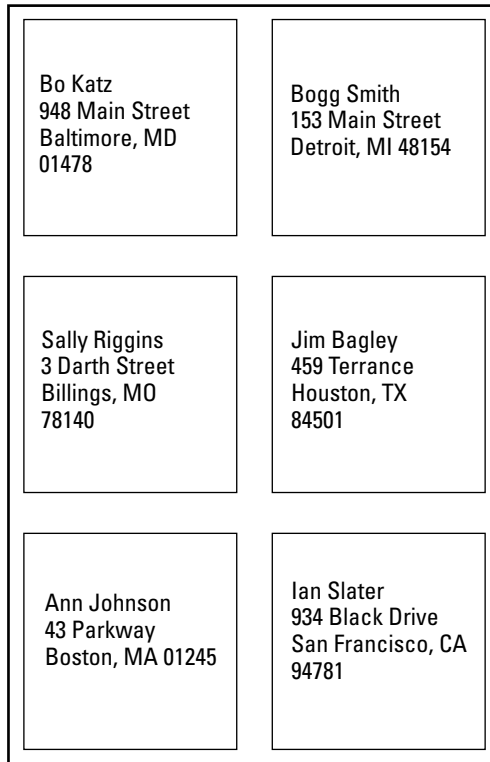 Bo Katz
948 Main Street
Baltimore, MD
01478
Bogg Smith
153 Main Street
Detroit, MI 48154
Sally Riggins
3 Darth Street
Billings, MO
78140
Jim Bagley
459 Terrance
Houston, TX
84501
Ann Johnson
43 Parkway
Boston, MA 01245
Ian Slater
934 Black Drive
San Francisco, CA
94781